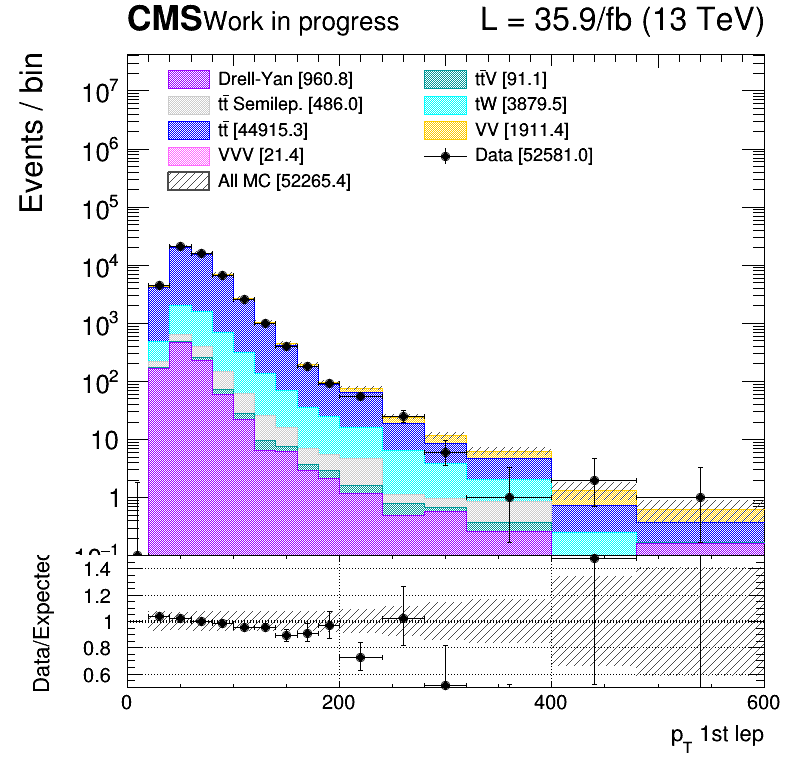 CMS Work in progress L = 35.9/fb (13 TeV)
Events / bin
Drell-Yan [960.8]
tt̄ Semilep. [486.0]
tt̄ [44915.3]
VVV [21.4]
All MC [52265.4]
tt̄V [91.1]
tW [3879.5]
VV [1911.4]
Data [52581.0]
10⁷
10⁶
10⁵
10⁴
10³
10²
10
1
10⁻¹
Data/Expected
1.4
1.2
1
0.8
0.6
0 200 400 600
p_T 1st lep